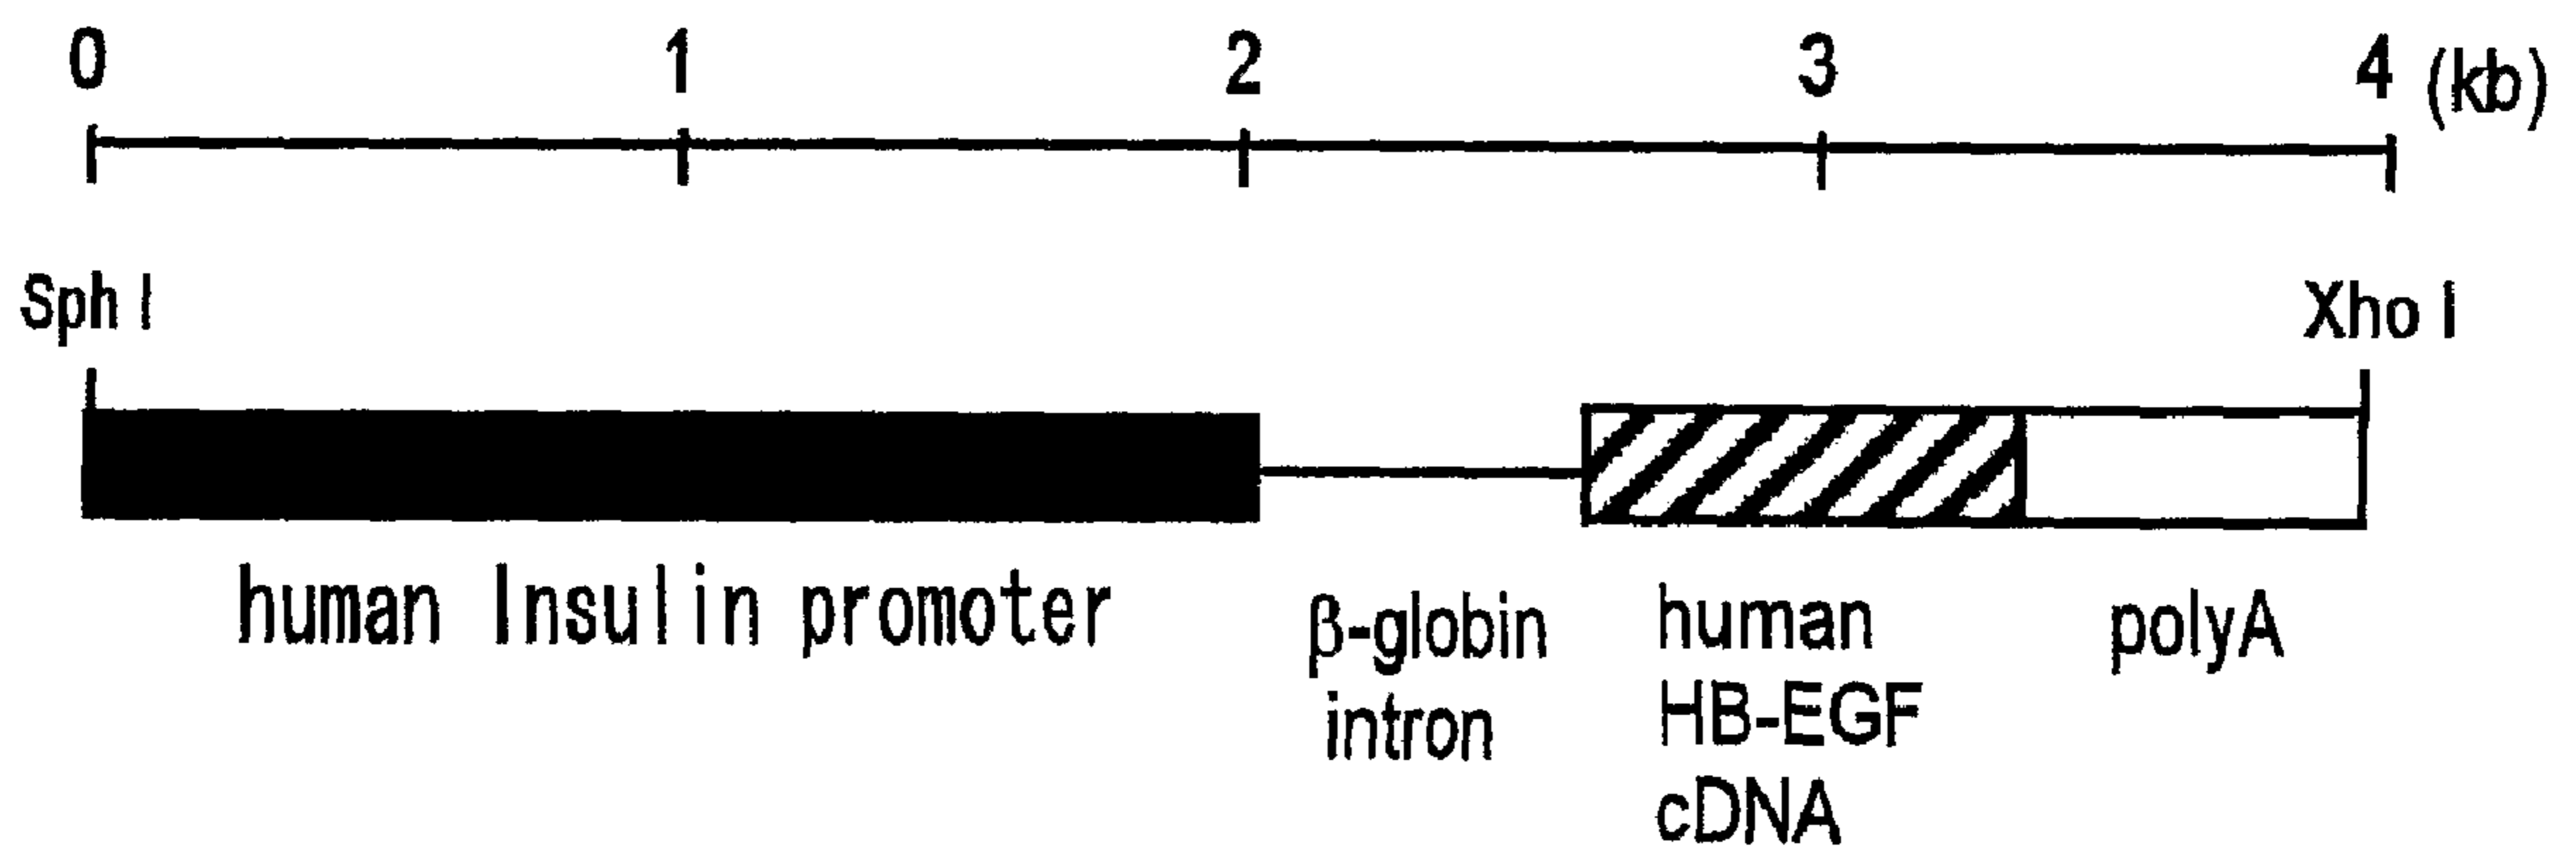 0 1 2 3 4 (kb)
Sph I Xho I
human Insulin promoter
β-globin
intron
human
HB-EGF
cDNA
polyA